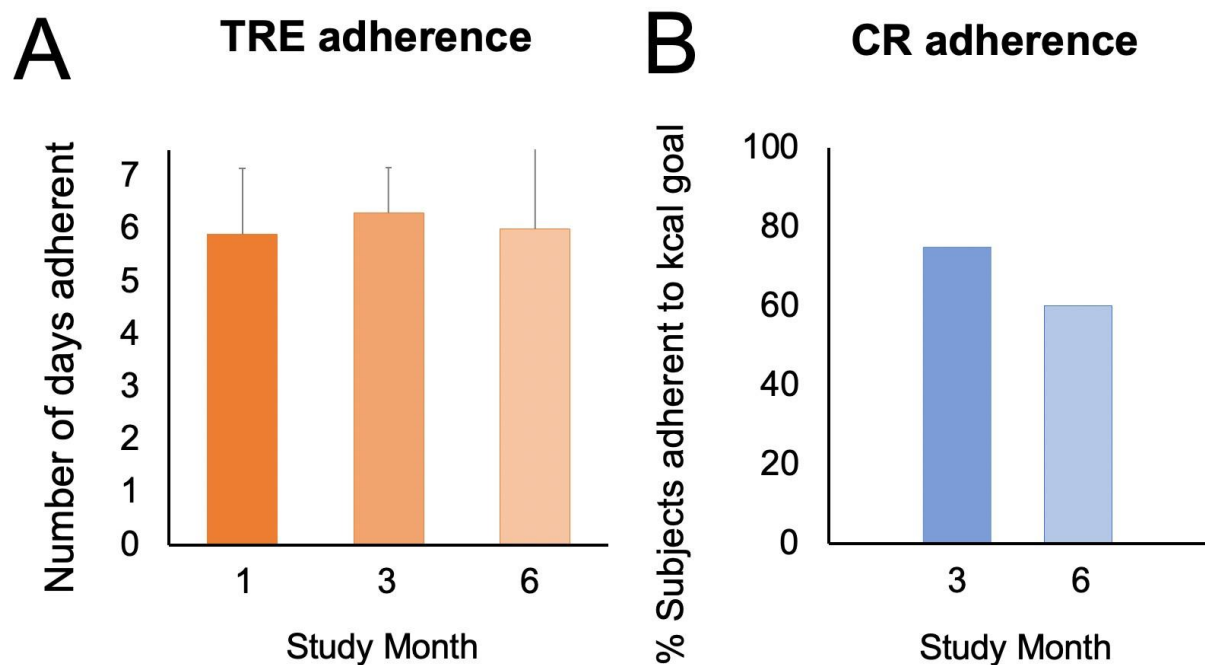 A
TRE adherence
Number of days adherent
7
6
5
4
3
2
1
0
1 3 6
Study Month
B
CR adherence
% Subjects adherent to kcal goal
100
80
60
40
20
0
3 6
Study Month